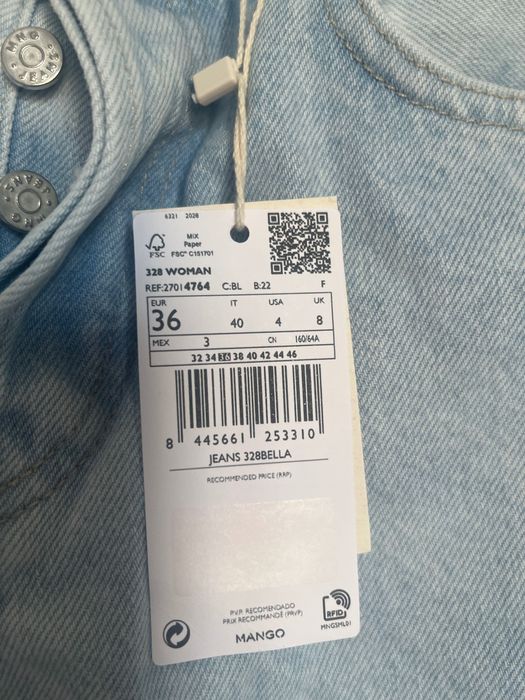 MNG
JEANS
JEANS
MNG
6321 2028
FSC
MIX
Paper
FSC® C151701
328 WOMAN
REF:27014764 C:BL B:22 F
EUR IT USA UK
36 40 4 8
MEX 3 CN 160/64A
32 34 36 38 40 42 44 46
8 445661 253310
JEANS 328BELLA
RECOMMENDED PRICE (RRP)
P.V.P. RECOMENDADO
PRIX RECOMMANDÉ (PRVP)
MANGO
RFID
MNGSMLD1